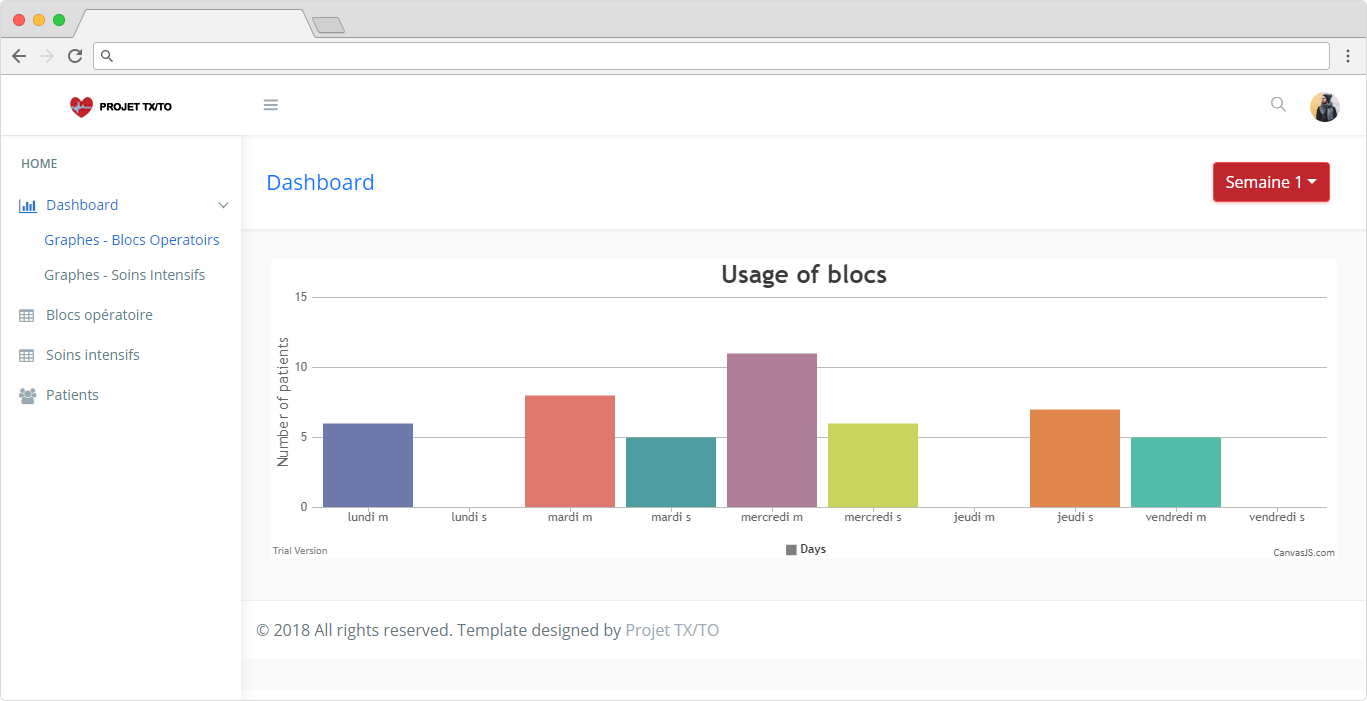 PROJET TX/TO
HOME
Dashboard
Graphes - Blocs Operatoirs
Graphes - Soins Intensifs
Blocs opératoire
Soins intensifs
Patients
Dashboard
Semaine 1
Usage of blocs
Number of patients
15
10
5
0
lundi m
lundi s
mardi m
mardi s
mercredi m
mercredi s
jeudi m
jeudi s
vendredi m
vendredi s
Days
Trial Version
CanvasJS.com
© 2018 All rights reserved. Template designed by Projet TX/TO